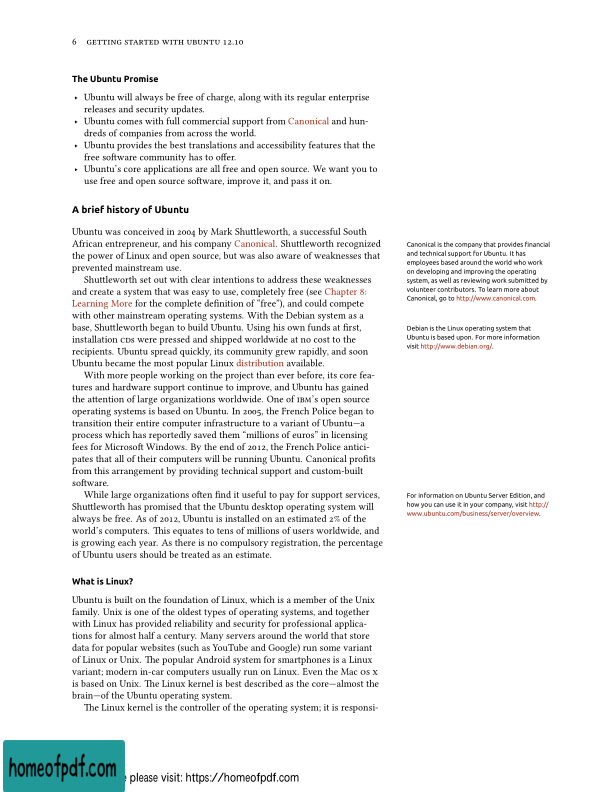 6 GETTING STARTED WITH UBUNTU 12.10
The Ubuntu Promise
• Ubuntu will always be free of charge, along with its regular enterprise
releases and security updates.
• Ubuntu comes with full commercial support from Canonical and hun-
dreds of companies from across the world.
• Ubuntu provides the best translations and accessibility features that the
free software community has to offer.
• Ubuntu's core applications are all free and open source. We want you to
use free and open source software, improve it, and pass it on.
A brief history of Ubuntu
Ubuntu was conceived in 2004 by Mark Shuttleworth, a successful South
African entrepreneur, and his company Canonical. Shuttleworth recognized
the power of Linux and open source, but was also aware of weaknesses that
prevented mainstream use.
Shuttleworth set out with clear intentions to address these weaknesses
and create a system that was easy to use, completely free (see Chapter 8:
Learning More for the complete definition of "free"), and could compete
with other mainstream operating systems. With the Debian system as a
base, Shuttleworth began to build Ubuntu. Using his own funds at first,
installation CDs were pressed and shipped worldwide at no cost to the
recipients. Ubuntu spread quickly, its community grew rapidly, and soon
Ubuntu became the most popular Linux distribution available.
With more people working on the project than ever before, its core fea-
tures and hardware support continue to improve, and Ubuntu has gained
the attention of large organizations worldwide. One of IBM's open source
operating systems is based on Ubuntu. In 2005, the French Police began to
transition their entire computer infrastructure to a variant of Ubuntu—a
process which has reportedly saved them “millions of euros” in licensing
fees for Microsoft Windows. By the end of 2012, the French Police antici-
pates that all of their computers will be running Ubuntu. Canonical profits
from this arrangement by providing technical support and custom-built
software.
While large organizations often find it useful to pay for support services,
Shuttleworth has promised that the Ubuntu desktop operating system will
always be free. As of 2012, Ubuntu is installed on an estimated 2% of the
world's computers. This equates to tens of millions of users worldwide, and
is growing each year. As there is no compulsory registration, the percentage
of Ubuntu users should be treated as an estimate.
What is Linux?
Ubuntu is built on the foundation of Linux, which is a member of the Unix
family. Unix is one of the oldest types of operating systems, and together
with Linux has provided reliability and security for professional applica-
tions for almost half a century. Many servers around the world that store
data for popular websites (such as YouTube and Google) run some variant
of Linux or Unix. The popular Android system for smartphones is a Linux
variant; modern in-car computers usually run on Linux. Even the Mac OS X
is based on Unix. The Linux kernel is best described as the core—almost the
brain—of the Ubuntu operating system.
The Linux kernel is the controller of the operating system; it is responsi-
Canonical is the company that provides financial
and technical support for Ubuntu. It has
employees based around the world who work
on developing and improving the operating
system, as well as reviewing work submitted by
volunteer contributors. To learn more about
Canonical, go to http://www.canonical.com.
Debian is the Linux operating system that
Ubuntu is based upon. For more information
visit http://www.debian.org/.
For information on Ubuntu Server Edition, and
how you can use it in your company, visit http://
www.ubuntu.com/business/server/overview.
homeofpdf.com
please visit: https://homeofpdf.com